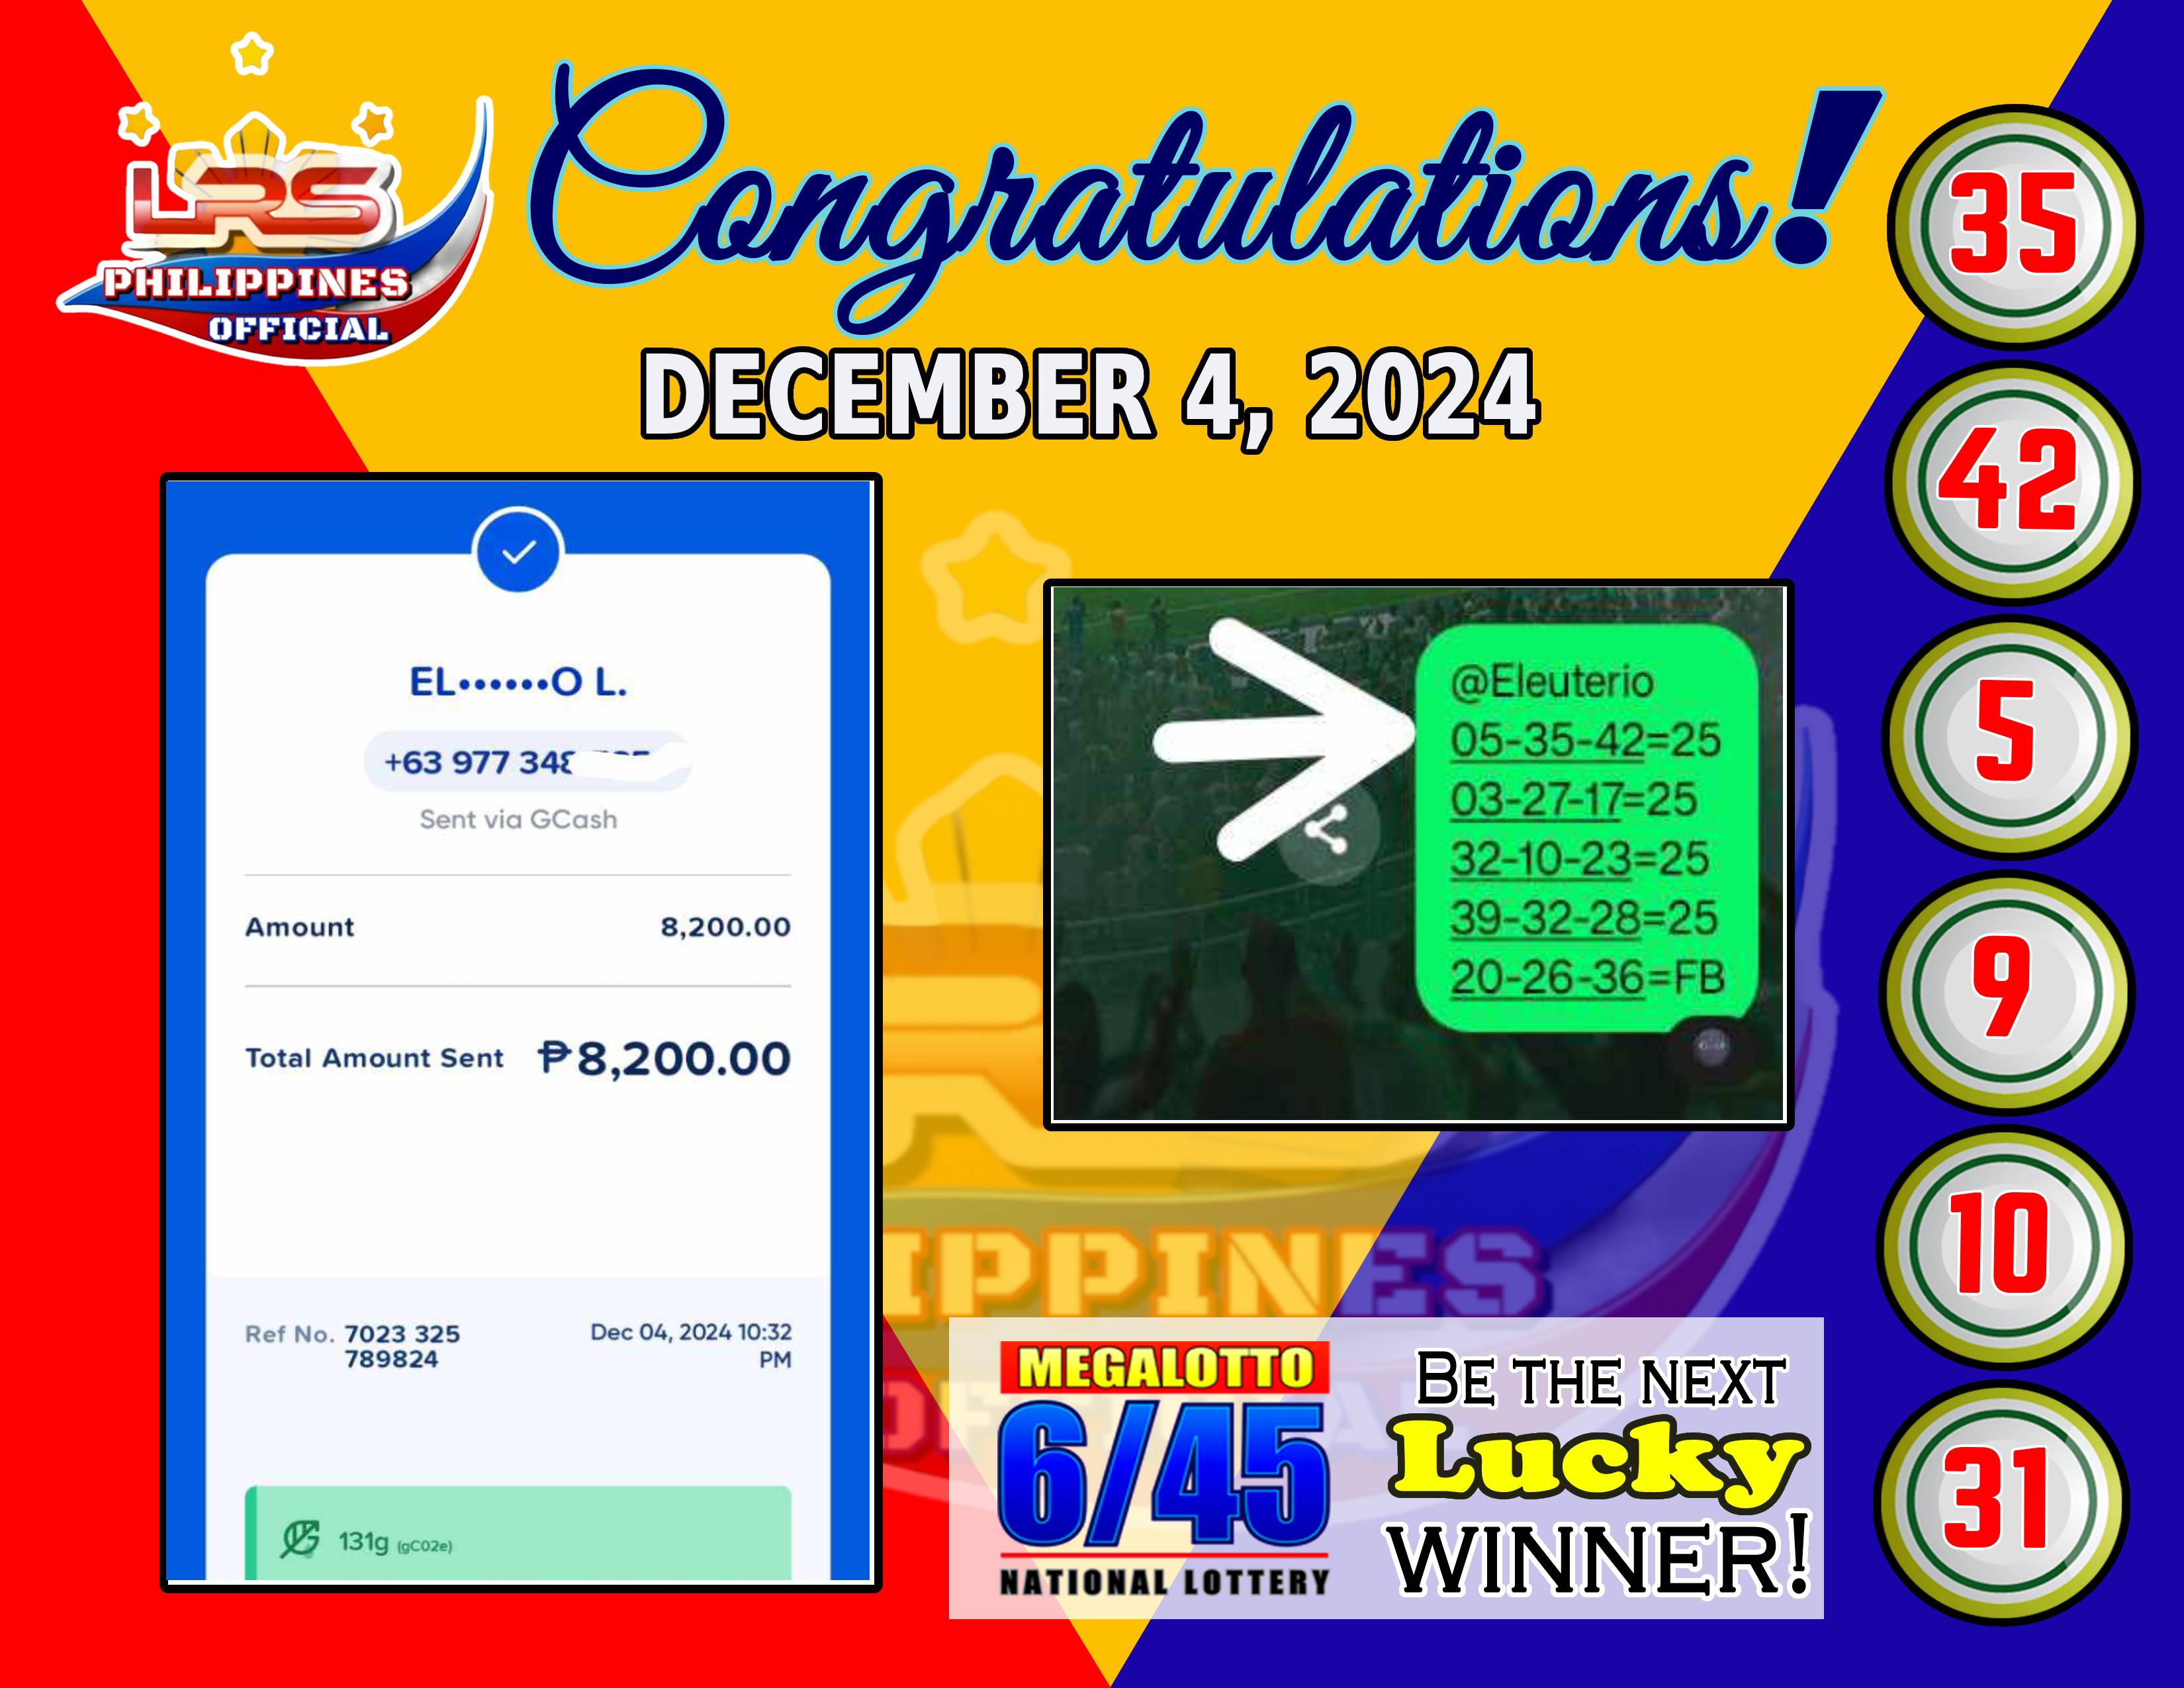 LRS
PHILIPPINES
OFFICIAL
Congratulations!
DECEMBER 4, 2024
EL••••••O L.
+63 977 348
Sent via GCash
Amount 8,200.00
Total Amount Sent ₱8,200.00
Ref No. 7023 325
789824
Dec 04, 2024 10:32
PM
131g (gCO2e)
@Eleuterio
05-35-42=25
03-27-17=25
32-10-23=25
39-32-28=25
20-26-36=FB
MEGALOTTO
6/45
NATIONAL LOTTERY
BE THE NEXT
Lucky
WINNER!
35
42
5
9
10
31